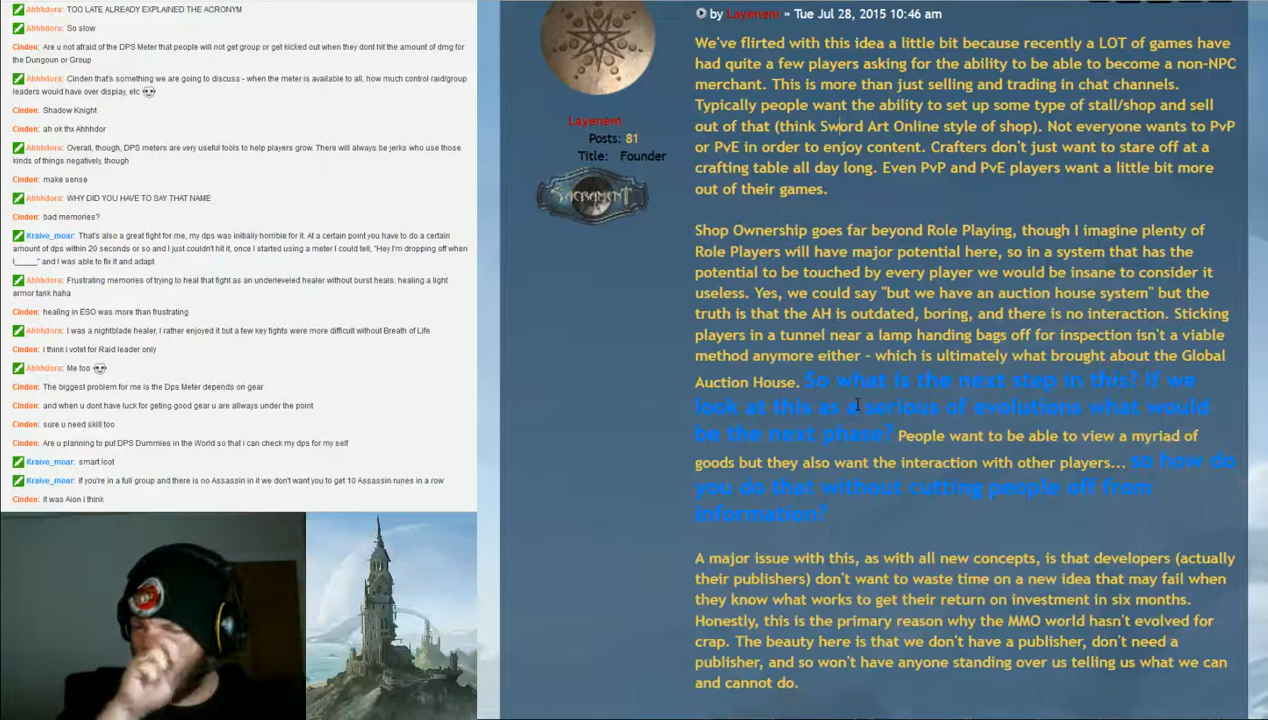 Ahhhdora: TOO LATE ALREADY EXPLAINED THE ACRONYM
Ahhhdora: So slow
Cinden: Are u not afraid of the DPS Meter that people will not get group or get kicked out when they dont hit the amount of dmg for
the Dungoun or Group
Ahhhdora: Cinden that's something we are going to discuss - when the meter is available to all, how much control raid/group
leaders would have over display, etc
Cinden: Shadow Knight
Cinden: ah ok thx Ahhhdor
Ahhhdora: Overall, though, DPS meters are very useful tools to help players grow. There will always be jerks who use those
kinds of things negatively, though
Cinden: make sense
Ahhhdora: WHY DID YOU HAVE TO SAY THAT NAME
Cinden: bad memories?
Kraive_moar: That's also a great fight for me, my dps was initially horrible for it. At a certain point you have to do a certain
amount of dps within 20 seconds or so and I just couldn't hit it, once I started using a meter I could tell, "Hey I'm dropping off when
I_____" and I was able to fix it and adapt
Ahhhdora: Frustrating memories of trying to heal that fight as an underleveled healer without burst heals, healing a light
armor tank haha
Cinden: healing in ESO was more than frustrating
Ahhhdora: I was a nightblade healer, I rather enjoyed it but a few key fights were more difficult without Breath of Life
Cinden: i think i votet for Raid leader only
Ahhhdora: Me too
Cinden: The biggest problem for me is the Dps Meter depends on gear
Cinden: and when u dont have luck for geting good gear u are allways under the point
Cinden: sure u need skill too
Cinden: Are u planning to put DPS Dummies in the World so that i can check my dps for my self
Kraive_moar: smart loot
Kraive_moar: if you're in a full group and there is no Assassin in it we don't want you to get 10 Assassin runes in a row
Cinden: it was Aion i think
Layenem
Posts: 81
Title: Founder
SACRAMENT
by Layenem » Tue Jul 28, 2015 10:46 am
We've flirted with this idea a little bit because recently a LOT of games have
had quite a few players asking for the ability to be able to become a non-NPC
merchant. This is more than just selling and trading in chat channels.
Typically people want the ability to set up some type of stall/shop and sell
out of that (think Sword Art Online style of shop). Not everyone wants to PvP
or PvE in order to enjoy content. Crafters don't just want to stare off at a
crafting table all day long. Even PvP and PvE players want a little bit more
out of their games.
Shop Ownership goes far beyond Role Playing, though I imagine plenty of
Role Players will have major potential here, so in a system that has the
potential to be touched by every player we would be insane to consider it
useless. Yes, we could say "but we have an auction house system" but the
truth is that the AH is outdated, boring, and there is no interaction. Sticking
players in a tunnel near a lamp handing bags off for inspection isn't a viable
method anymore either - which is ultimately what brought about the Global
Auction House. So what is the next step in this? If we
look at this as a serious of evolutions what would
be the next phase? People want to be able to view a myriad of
goods but they also want the interaction with other players... so how do
you do that without cutting people off from
information?
A major issue with this, as with all new concepts, is that developers (actually
their publishers) don't want to waste time on a new idea that may fail when
they know what works to get their return on investment in six months.
Honestly, this is the primary reason why the MMO world hasn't evolved for
crap. The beauty here is that we don't have a publisher, don't need a
publisher, and so won't have anyone standing over us telling us what we can
and cannot do.